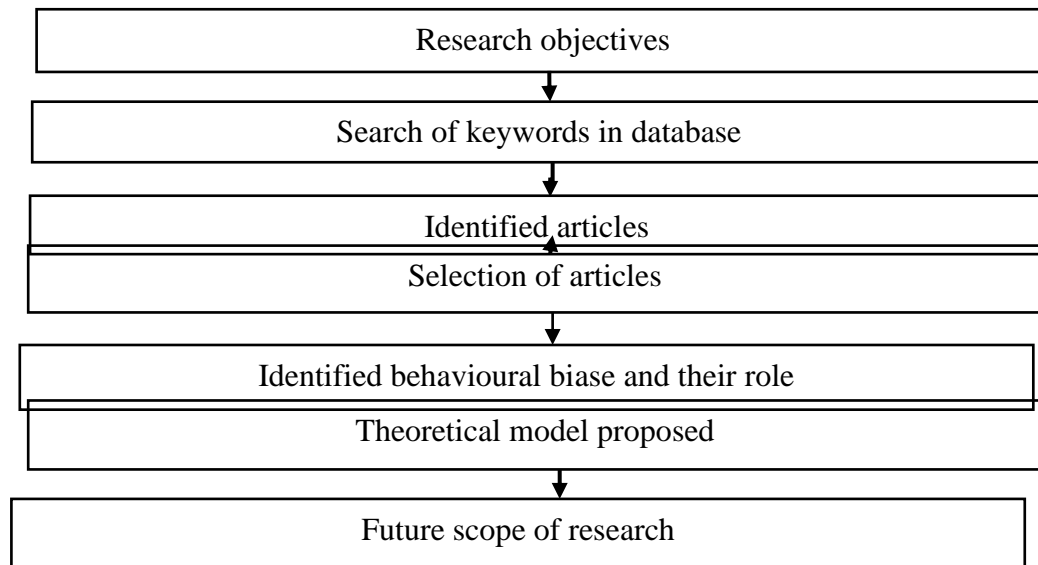 Research objectives
Search of keywords in database
Identified articles
Selection of articles
Identified behavioural biase and their role
Theoretical model proposed
Future scope of research